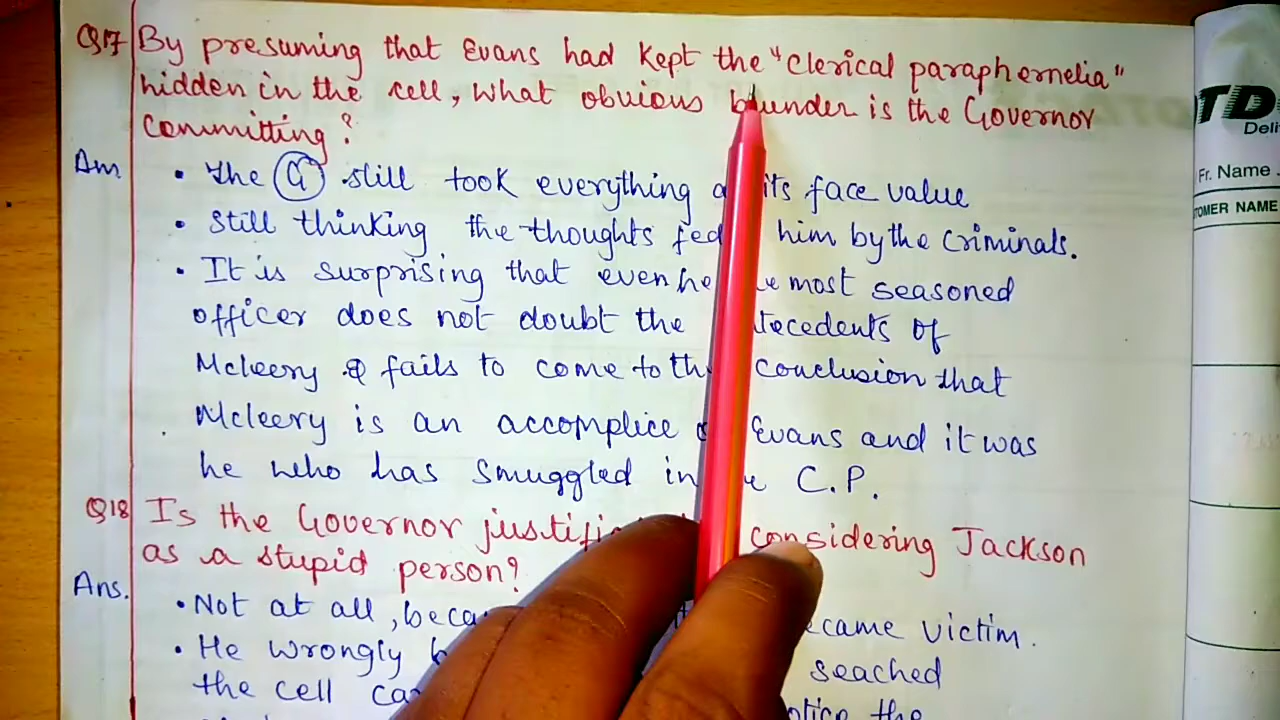 Q17 By presuming that Evans had kept the "clerical paraphernelia"
hidden in the cell, what obvious blunder is the Governor
committing?
Ans. • the G still took everything its face value
• Still thinking the thoughts fed him by the criminals.
• It is surprising that even he most seasoned
officer does not doubt the of
Mcleery & fails to come to conclusion that
Mcleery is an accomplice Evans and it was
he who has smuggled in C.P.
Q18 Is the Governor considering Jackson
as a stupid person?
Ans. • Not at all, victim.
• He wrongly seached
the cell the
TD
Deli
Fr. Name
TOMER NAME